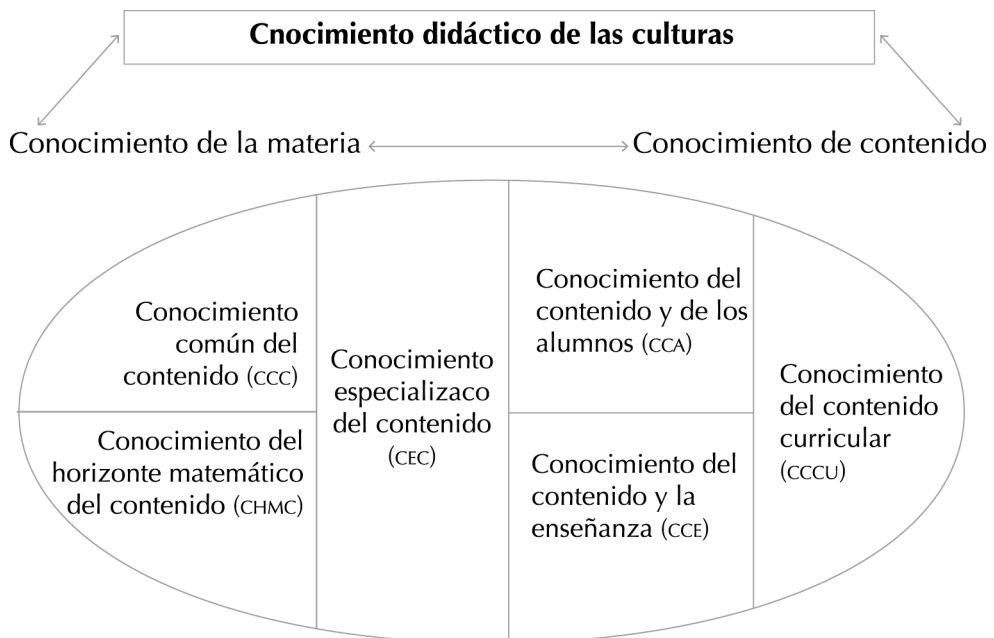 Cnocimiento didáctico de las culturas
Conocimiento de la materia
Conocimiento de contenido
Conocimiento
común del
contenido (CCC)
Conocimiento del
horizonte matemático
del contenido (CHMC)
Conocimiento
especializaco
del contenido
(CEC)
Conocimiento del
contenido y de los
alumnos (CCA)
Conocimiento del
contenido y la
enseñanza (CCE)
Conocimiento
del contenido
curricular
(CCCU)